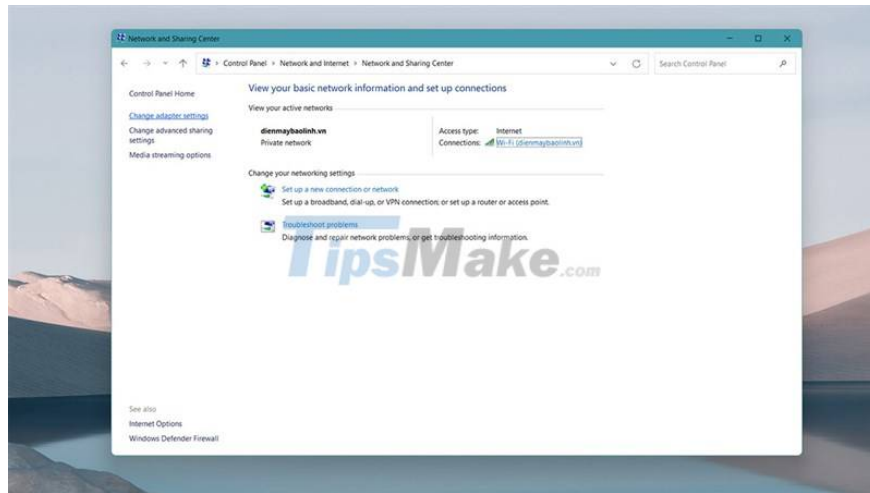 Network and Sharing Center
Control Panel > Network and Internet > Network and Sharing Center
Search Control Panel
Control Panel Home
Change adapter settings
Change advanced sharing
settings
Media streaming options
View your basic network information and set up connections
View your active networks
dienmaybaolinh.vn
Private network
Access type: Internet
Connections: Wi-Fi (dienmaybaolinh.vn)
Change your networking settings
Set up a new connection or network
Set up a broadband, dial-up, or VPN connection; or set up a router or access point.
Troubleshoot problems
Diagnose and repair network problems, or get troubleshooting information.
TipsMake.com
See also
Internet Options
Windows Defender Firewall